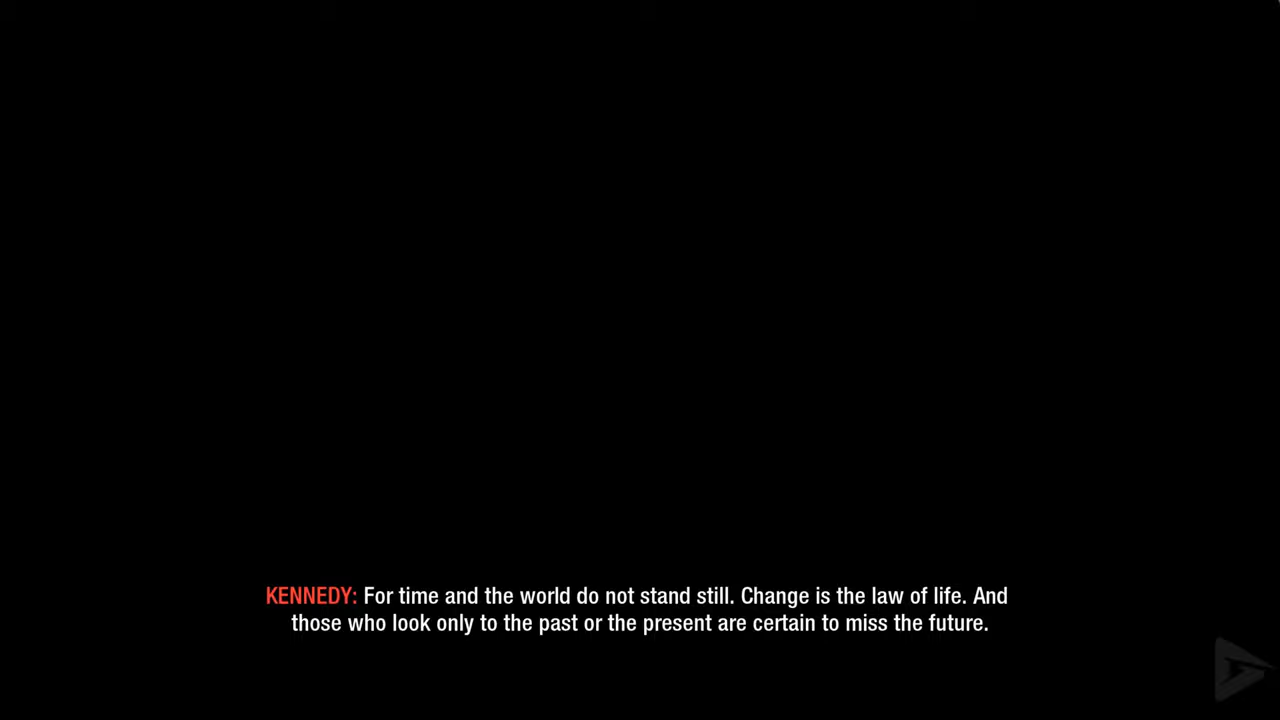 KENNEDY: For time and the world do not stand still. Change is the law of life. And
those who look only to the past or the present are certain to miss the future.